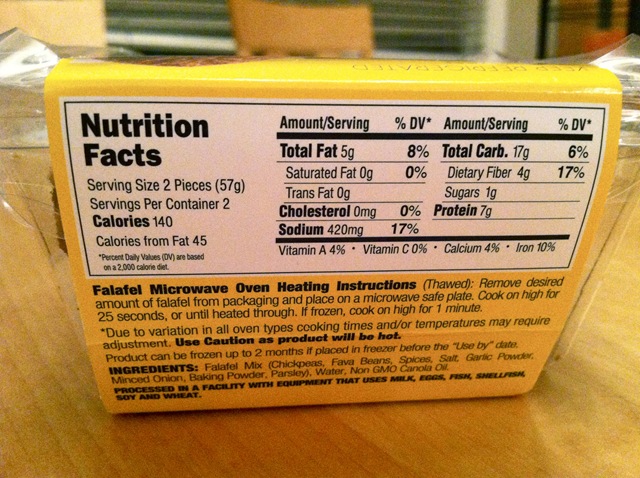 KEEP REFRIGERATED
Nutrition
Facts
Serving Size 2 Pieces (57g)
Servings Per Container 2
Calories 140
Calories from Fat 45
*Percent Daily Values (DV) are based
on a 2,000 calorie diet.
Amount/Serving % DV* Amount/Serving % DV*
Total Fat 5g 8% Total Carb. 17g 6%
Saturated Fat 0g 0% Dietary Fiber 4g 17%
Trans Fat 0g Sugars 1g
Cholesterol 0mg 0% Protein 7g
Sodium 420mg 17%
Vitamin A 4% • Vitamin C 0% • Calcium 4% • Iron 10%
Falafel Microwave Oven Heating Instructions (Thawed): Remove desired
amount of falafel from packaging and place on a microwave safe plate. Cook on high for
25 seconds, or until heated through. If frozen, cook on high for 1 minute.
*Due to variation in all oven types cooking times and/or temperatures may require
adjustment. Use Caution as product will be hot.
Product can be frozen up to 2 months if placed in freezer before the "Use by" date.
INGREDIENTS: Falafel Mix (Chickpeas, Fava Beans, Spices, Salt, Garlic Powder,
Minced Onion, Baking Powder, Parsley), Water, Non GMO Canola Oil.
PROCESSED IN A FACILITY WITH EQUIPMENT THAT USES MILK, EGGS, FISH, SHELLFISH,
SOY AND WHEAT.